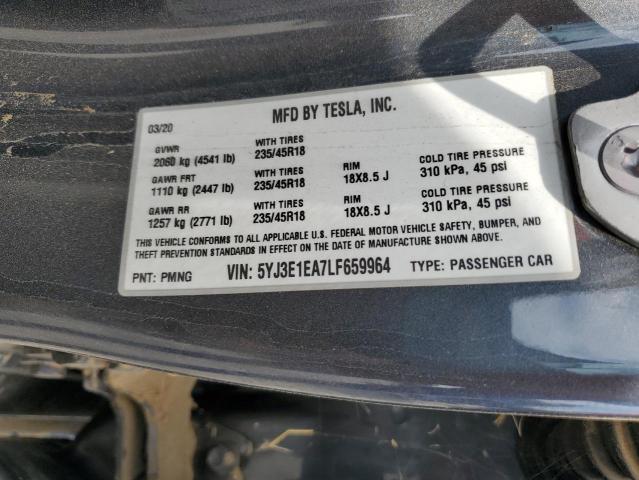 MFD BY TESLA, INC.
03/20
GVWR WITH TIRES
2060 kg (4541 lb) 235/45R18
GAWR FRT WITH TIRES RIM COLD TIRE PRESSURE
1110 kg (2447 lb) 235/45R18 18X8.5 J 310 kPa, 45 psi
GAWR RR WITH TIRES RIM COLD TIRE PRESSURE
1257 kg (2771 lb) 235/45R18 18X8.5 J 310 kPa, 45 psi
THIS VEHICLE CONFORMS TO ALL APPLICABLE U.S. FEDERAL MOTOR VEHICLE SAFETY, BUMPER, AND
THEFT PREVENTION STANDARDS IN EFFECT ON THE DATE OF MANUFACTURE SHOWN ABOVE.
PNT: PMNG VIN: 5YJ3E1EA7LF659964 TYPE: PASSENGER CAR